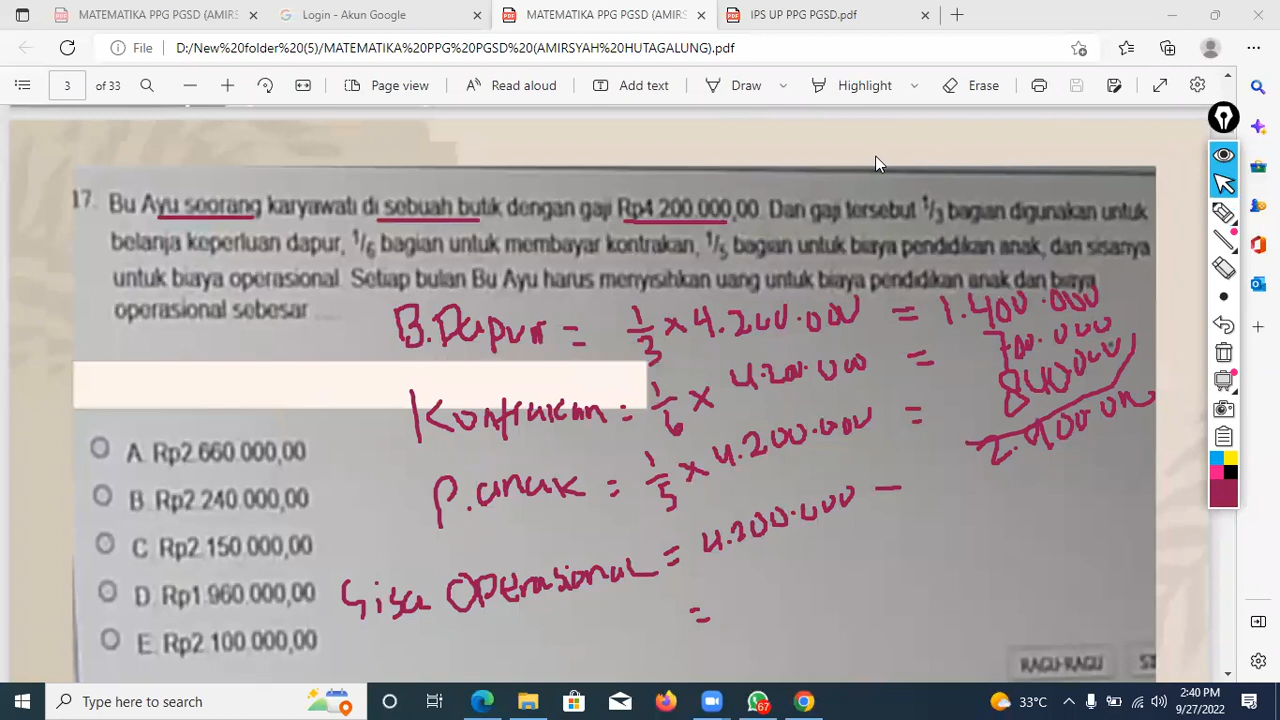 MATEMATIKA PPG PGSD (AMIRS
Login - Akun Google
MATEMATIKA PPG PGSD (AMIRS
IPS UP PPG PGSD.pdf
File
D:/New%20folder%20(5)/MATEMATIKA%20PPG%20PGSD%20(AMIRSYAH%20HUTAGALUNG).pdf
3 of 33
Page view
Read aloud
Add text
Draw
Highlight
Erase
17. Bu Ayu seorang karyawati di sebuah butik dengan gaji Rp4.200.000,00. Dari gaji tersebut 1/3 bagian digunakan untuk
belanja keperluan dapur, 1/6 bagian untuk membayar kontrakan, 1/5 bagian untuk biaya pendidikan anak, dan sisanya
untuk biaya operasional. Setiap bulan Bu Ayu harus menyisihkan uang untuk biaya pendidikan anak dan biaya
operasional sebesar ....
B.Dapur = 1/3 x 4.200.000 = 1.400.000
Kontrakan = 1/6 x 4.200.000 = 700.000
P.anak = 1/5 x 4.200.000 = 840000
Sisa Operasional = 4.200.000 -
=
A. Rp2.660.000,00
B. Rp2.240.000,00
C. Rp2.150.000,00
D. Rp1.960.000,00
E. Rp2.100.000,00
RAGU-RAGU
Type here to search
67
33°C
2:40 PM
9/27/2022